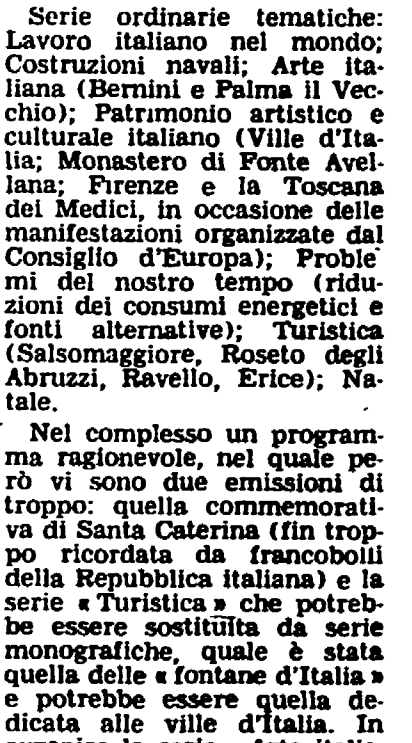 Serie ordinarie tematiche:
Lavoro italiano nel mondo;
Costruzioni navali; Arte ita-
liana (Bernini e Palma il Vec-
chio); Patrimonio artistico e
culturale italiano (Ville d'Ita-
lia; Monastero di Fonte Avel-
lana; Firenze e la Toscana
dei Medici, in occasione delle
manifestazioni organizzate dal
Consiglio d'Europa); Proble-
mi del nostro tempo (ridu-
zioni dei consumi energetici e
fonti alternative); Turistica
(Salsomaggiore, Roseto degli
Abruzzi, Ravello, Erice); Na-
tale.
Nel complesso un program-
ma ragionevole, nel quale pe-
rò vi sono due emissioni di
troppo: quella commemorati-
va di Santa Caterina (fin trop-
po ricordata da francobolli
della Repubblica italiana) e la
serie « Turistica » che potreb-
be essere sostituita da serie
monografiche, quale è stata
quella delle « fontane d'Italia »
e potrebbe essere quella de-
dicata alle ville d'Italia. In